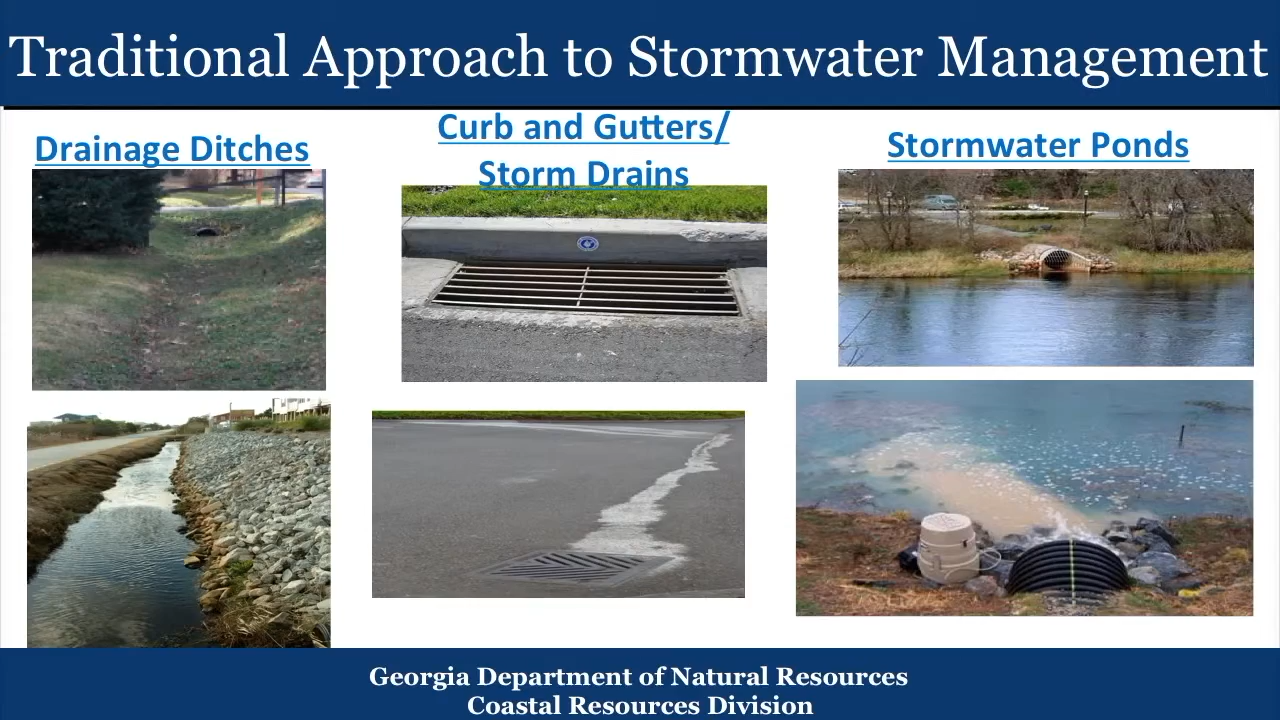 Traditional Approach to Stormwater Management
Drainage Ditches
Curb and Gutters/
Storm Drains
Stormwater Ponds
Georgia Department of Natural Resources
Coastal Resources Division